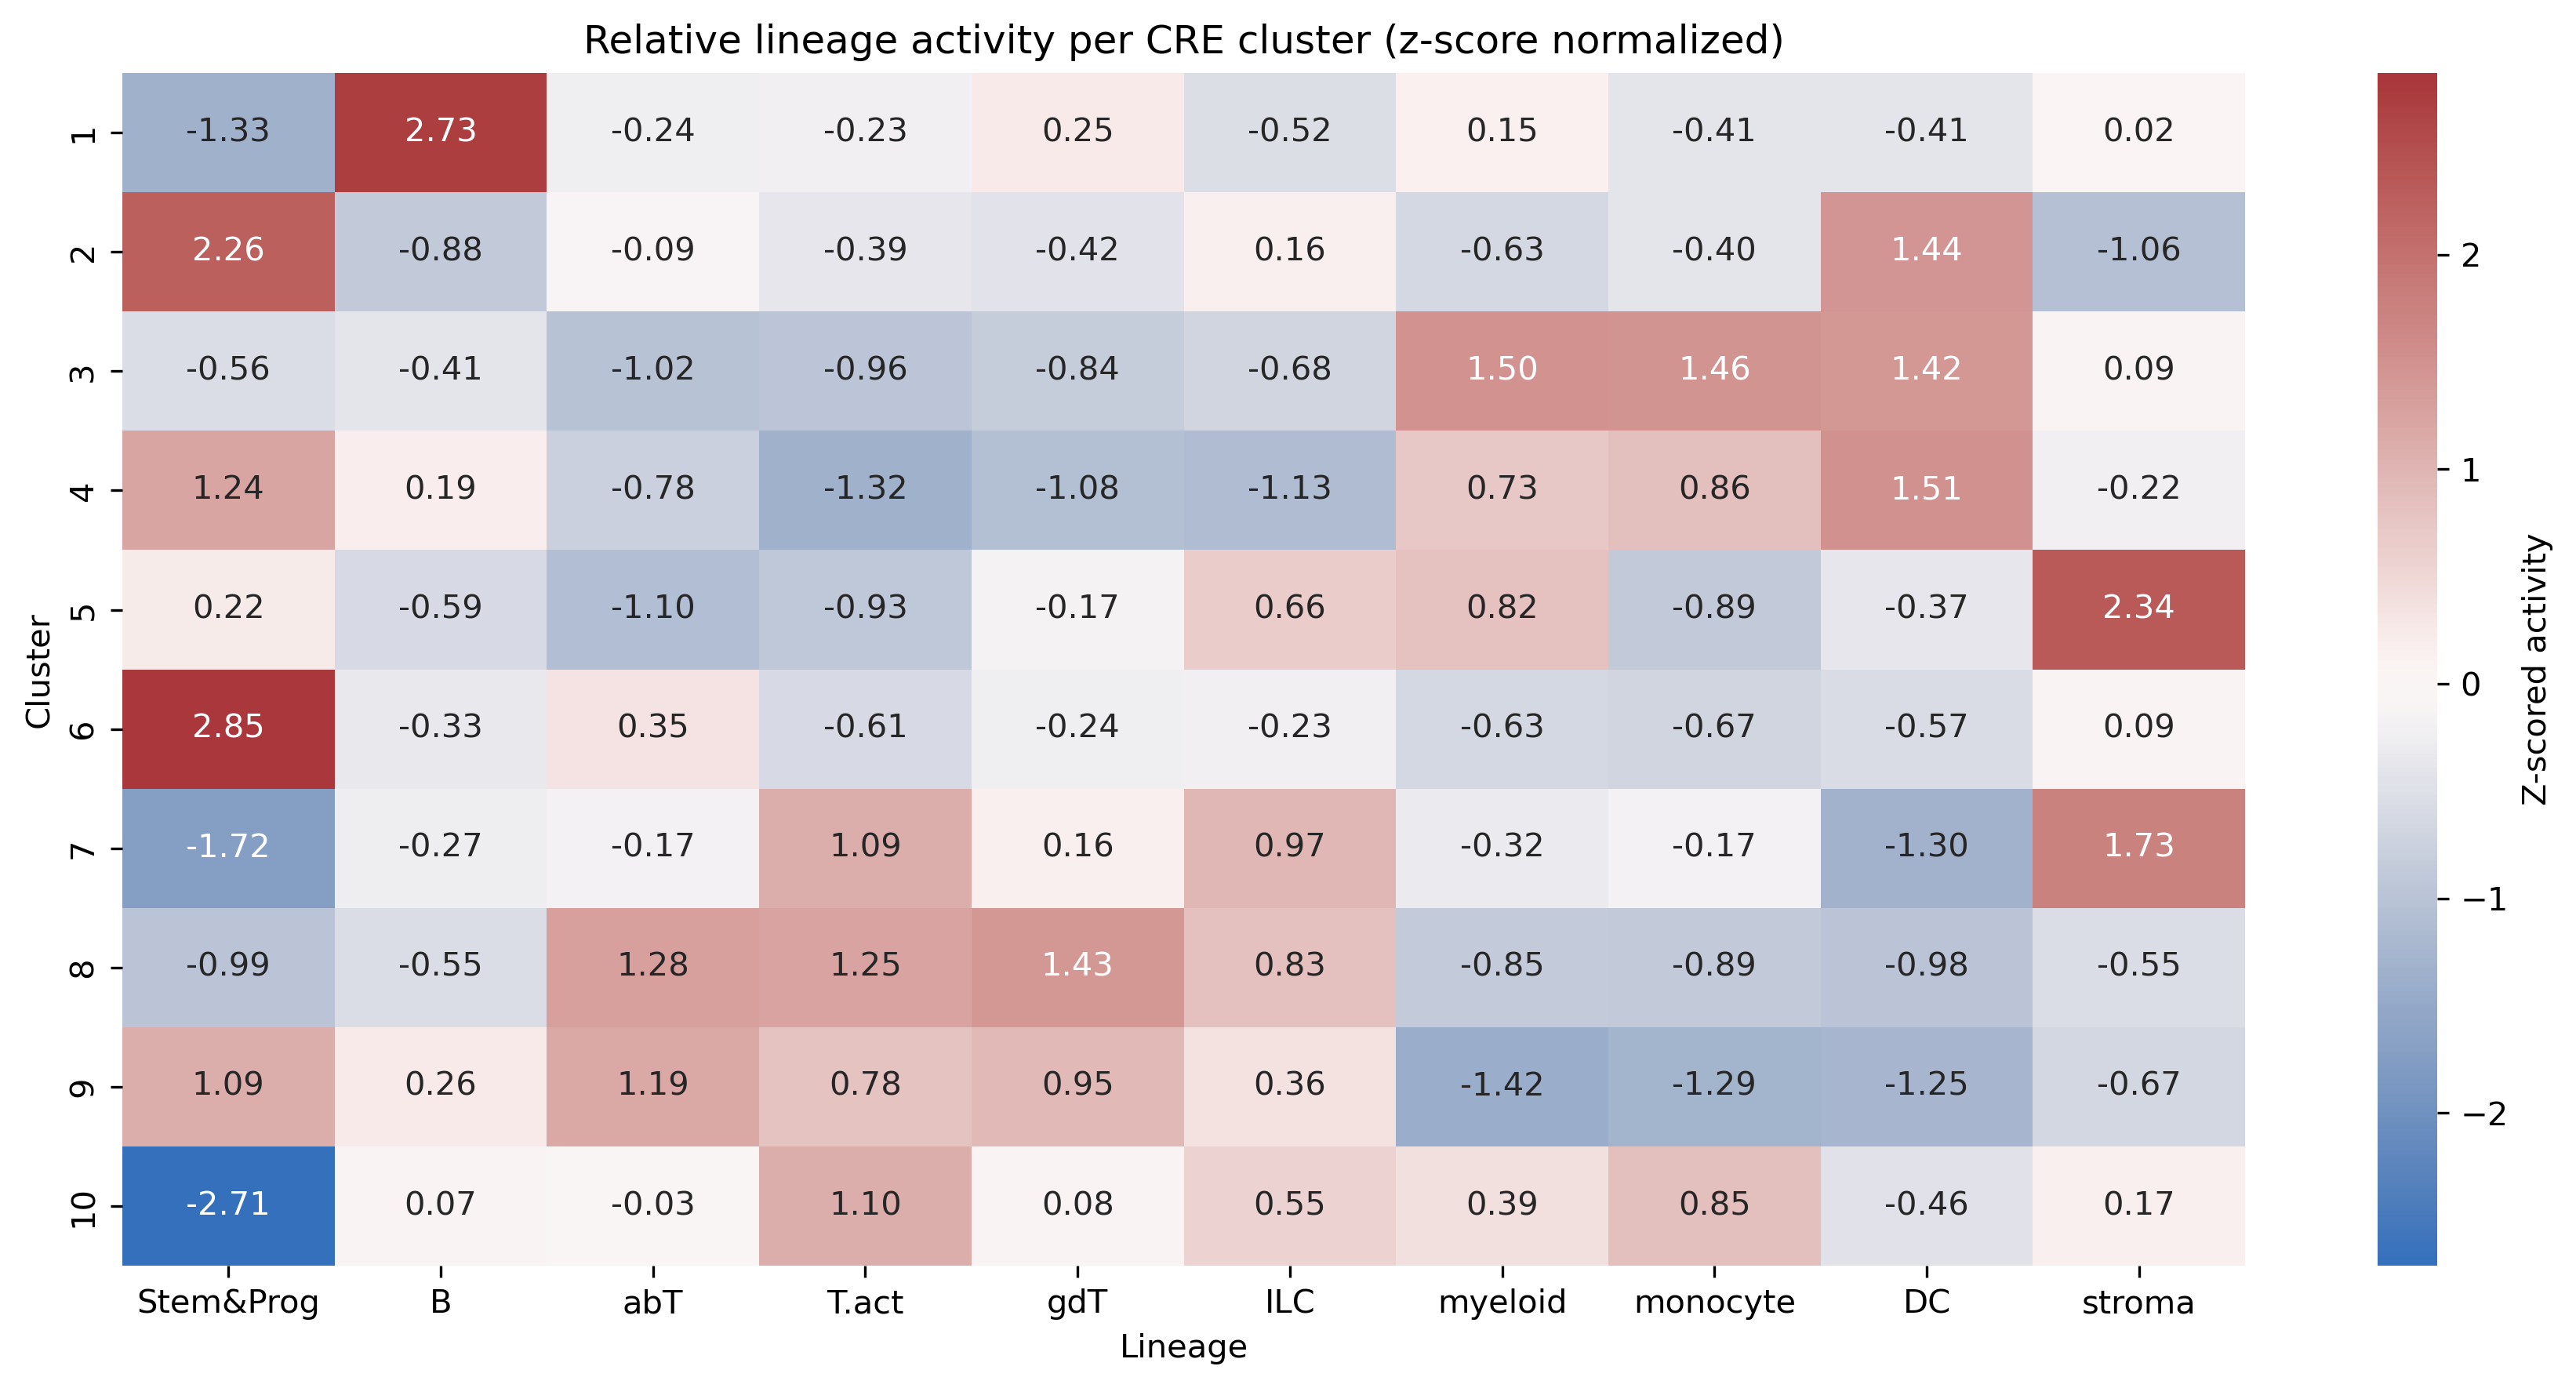 Relative lineage activity per CRE cluster (z-score normalized)
1 -1.33 2.73 -0.24 -0.23 0.25 -0.52 0.15 -0.41 -0.41 0.02
2 2.26 -0.88 -0.09 -0.39 -0.42 0.16 -0.63 -0.40 1.44 -1.06
3 -0.56 -0.41 -1.02 -0.96 -0.84 -0.68 1.50 1.46 1.42 0.09
4 1.24 0.19 -0.78 -1.32 -1.08 -1.13 0.73 0.86 1.51 -0.22
5 0.22 -0.59 -1.10 -0.93 -0.17 0.66 0.82 -0.89 -0.37 2.34
6 2.85 -0.33 0.35 -0.61 -0.24 -0.23 -0.63 -0.67 -0.57 0.09
7 -1.72 -0.27 -0.17 1.09 0.16 0.97 -0.32 -0.17 -1.30 1.73
8 -0.99 -0.55 1.28 1.25 1.43 0.83 -0.85 -0.89 -0.98 -0.55
9 1.09 0.26 1.19 0.78 0.95 0.36 -1.42 -1.29 -1.25 -0.67
10 -2.71 0.07 -0.03 1.10 0.08 0.55 0.39 0.85 -0.46 0.17
Stem&Prog B abT T.act gdT ILC myeloid monocyte DC stroma
Lineage
Cluster
2
1
0
−1
−2
Z-scored activity